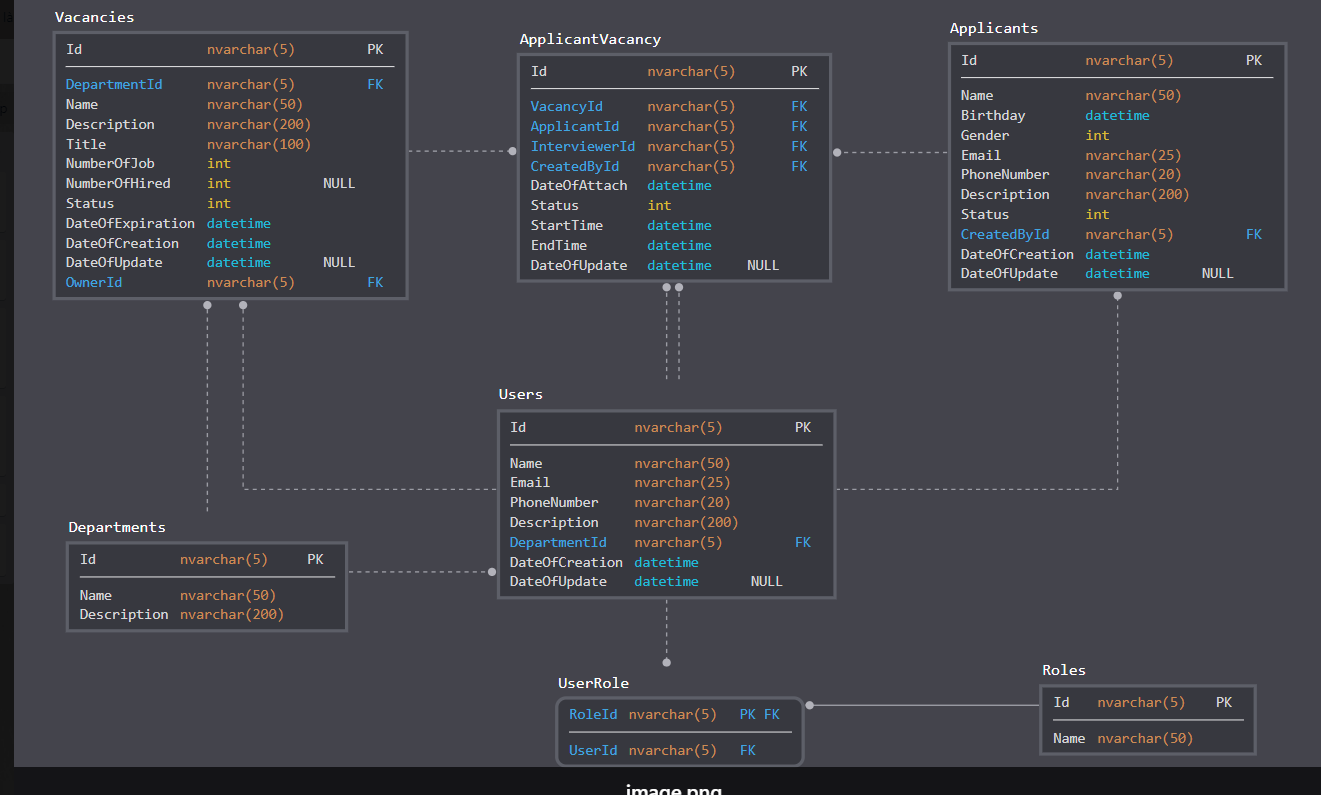 Vacancies
Id nvarchar(5) PK
DepartmentId nvarchar(5) FK
Name nvarchar(50)
Description nvarchar(200)
Title nvarchar(100)
NumberOfJob int
NumberOfHired int NULL
Status int
DateOfExpiration datetime
DateOfCreation datetime
DateOfUpdate datetime NULL
OwnerId nvarchar(5) FK
ApplicantVacancy
Id nvarchar(5) PK
VacancyId nvarchar(5) FK
ApplicantId nvarchar(5) FK
InterviewerId nvarchar(5) FK
CreatedById nvarchar(5) FK
DateOfAttach datetime
Status int
StartTime datetime
EndTime datetime
DateOfUpdate datetime NULL
Applicants
Id nvarchar(5) PK
Name nvarchar(50)
Birthday datetime
Gender int
Email nvarchar(25)
PhoneNumber nvarchar(20)
Description nvarchar(200)
Status int
CreatedById nvarchar(5) FK
DateOfCreation datetime
DateOfUpdate datetime NULL
Users
Id nvarchar(5) PK
Name nvarchar(50)
Email nvarchar(25)
PhoneNumber nvarchar(20)
Description nvarchar(200)
DepartmentId nvarchar(5) FK
DateOfCreation datetime
DateOfUpdate datetime NULL
Departments
Id nvarchar(5) PK
Name nvarchar(50)
Description nvarchar(200)
UserRole
RoleId nvarchar(5) PK FK
UserId nvarchar(5) FK
Roles
Id nvarchar(5) PK
Name nvarchar(50)
image.png